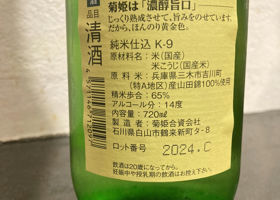 菊姫は「濃醇旨口」
じっくり熟成させて、旨みをのせています。
だから、ほんのり黄金色。
品目
清酒
純米仕込 K-9
原材料名：米（国産）
米こうじ（国産米）
原料米：兵庫県三木市吉川町
（特A地区）産山田錦100%使用
精米歩合：65%
アルコール分：14度
内容量：720㎖
製造者：菊姫合資会社
石川県白山市鶴来新町タ-8
ロット番号 2024.C
飲酒は20歳になってから。
妊娠中や授乳期の飲酒はお控え下さい。